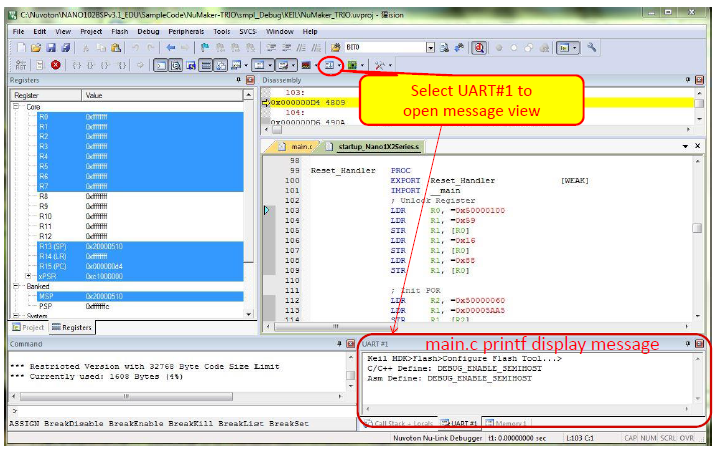 C:\Nuvoton\NANO102BSPv3.1_EDU\SampleCode\NuMaker-TRIO\smpl_Debug\KEIL\NuMaker_TRIO.uvproj -
File Edit View Project Flash Debug Peripherals Tools SVCS Window Help
BIT0
Registers
Register Value
Core
R0 0xffffffff
R1 0xffffffff
R2 0xffffffff
R3 0xffffffff
R4 0xffffffff
R5 0xffffffff
R6 0xffffffff
R7 0xffffffff
R8 0xffffffff
R9 0xffffffff
R10 0xffffffff
R11 0xffffffff
R12 0xffffffff
R13 (SP) 0x20000510
R14 (LR) 0xffffffff
R15 (PC) 0x000000d4
xPSR 0xc1000000
Banked
MSP 0x20000510
PSP 0xfffffffc
System
Project Registers
Disassembly
103:
0x000000D4 4809
104:
0x000000D6 490A
Select UART#1 to
open message view
main.c startup_Nano1X2Series.s
98
99 Reset_Handler PROC
100 EXPORT Reset_Handler [WEAK]
101 IMPORT __main
102 ; Unlock Register
103 LDR R0, =0x50000100
104 LDR R1, =0x59
105 STR R1, [R0]
106 LDR R1, =0x16
107 STR R1, [R0]
108 LDR R1, =0x88
109 STR R1, [R0]
110
111 ; Init POR
112 LDR R2, =0x50000060
113 LDR R1, =0x00005AA5
114 STR R1, [R2]
Command
*** Restricted Version with 32768 Byte Code Size Limit
*** Currently used: 1608 Bytes (4%)
>
ASSIGN BreakDisable BreakEnable BreakKill BreakList BreakSet
UART #1
main.c printf display message
Keil MDK>Flash>Configure Flash Tool...>
C/C++ Define: DEBUG_ENABLE_SEMIHOST
Asm Define: DEBUG_ENABLE_SEMIHOST
Call Stack + Locals UART #1 Memory 1
Nuvoton Nu-Link Debugger t1: 0.00000000 sec L:103 C:1 CAP NUM SCRL OVR